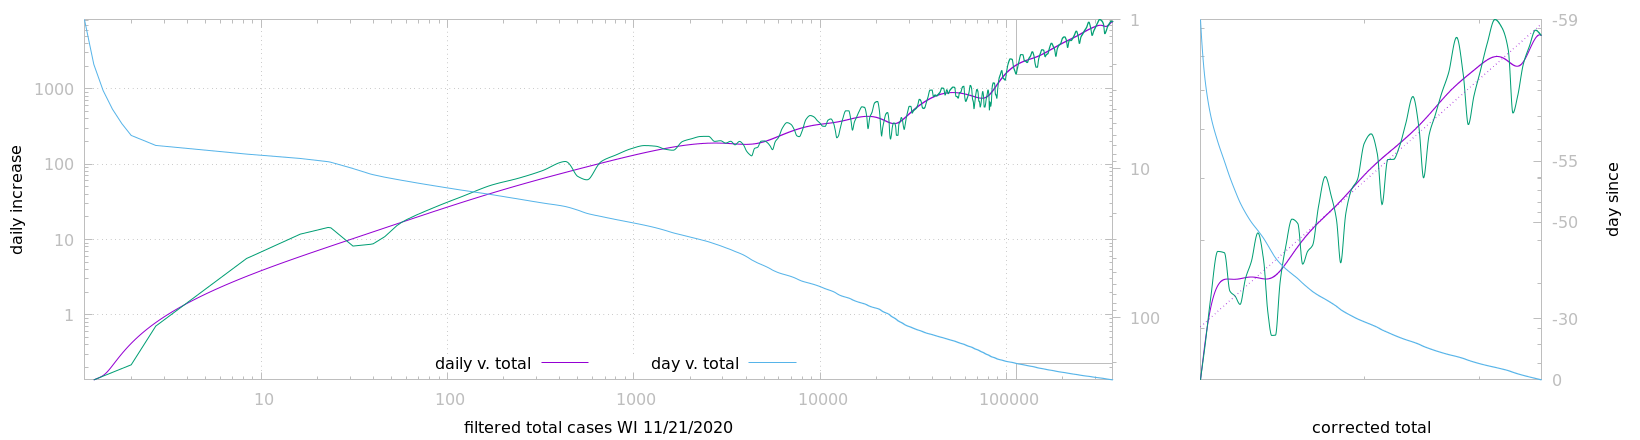 daily increase
1000
100
10
1
daily v. total
day v. total
10
100
1000
10000
100000
filtered total cases WI 11/21/2020
1
10
100
-59
-55
-50
-30
0
day since
corrected total